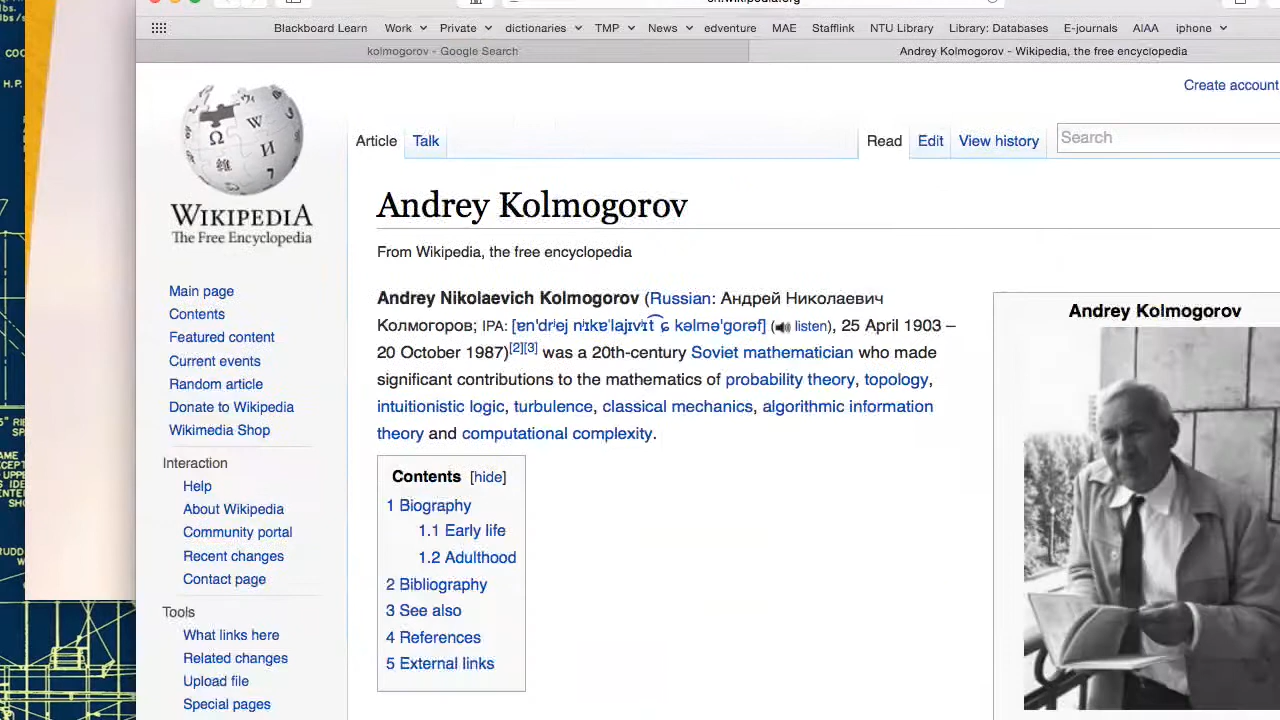 Blackboard Learn Work Private dictionaries TMP News edventure MAE Stafflink NTU Library Library: Databases E-journals AIAA iphone
kolmogorov - Google Search
Andrey Kolmogorov - Wikipedia, the free encyclopedia
Create account
Article Talk
Read Edit View history
Search
WIKIPEDIA
The Free Encyclopedia
Main page
Contents
Featured content
Current events
Random article
Donate to Wikipedia
Wikimedia Shop
Interaction
Help
About Wikipedia
Community portal
Recent changes
Contact page
Tools
What links here
Related changes
Upload file
Special pages
Andrey Kolmogorov
From Wikipedia, the free encyclopedia
Andrey Nikolaevich Kolmogorov (Russian: Андрей Николаевич
Колмогоров; IPA: [ɐnˈdrʲej nʲɪkɐˈlajɪvʲɪt͡ɕ kəlmɐˈɡorəf] ( listen), 25 April 1903 –
20 October 1987)[2][3] was a 20th-century Soviet mathematician who made
significant contributions to the mathematics of probability theory, topology,
intuitionistic logic, turbulence, classical mechanics, algorithmic information
theory and computational complexity.
Contents [hide]
1 Biography
1.1 Early life
1.2 Adulthood
2 Bibliography
3 See also
4 References
5 External links
Andrey Kolmogorov